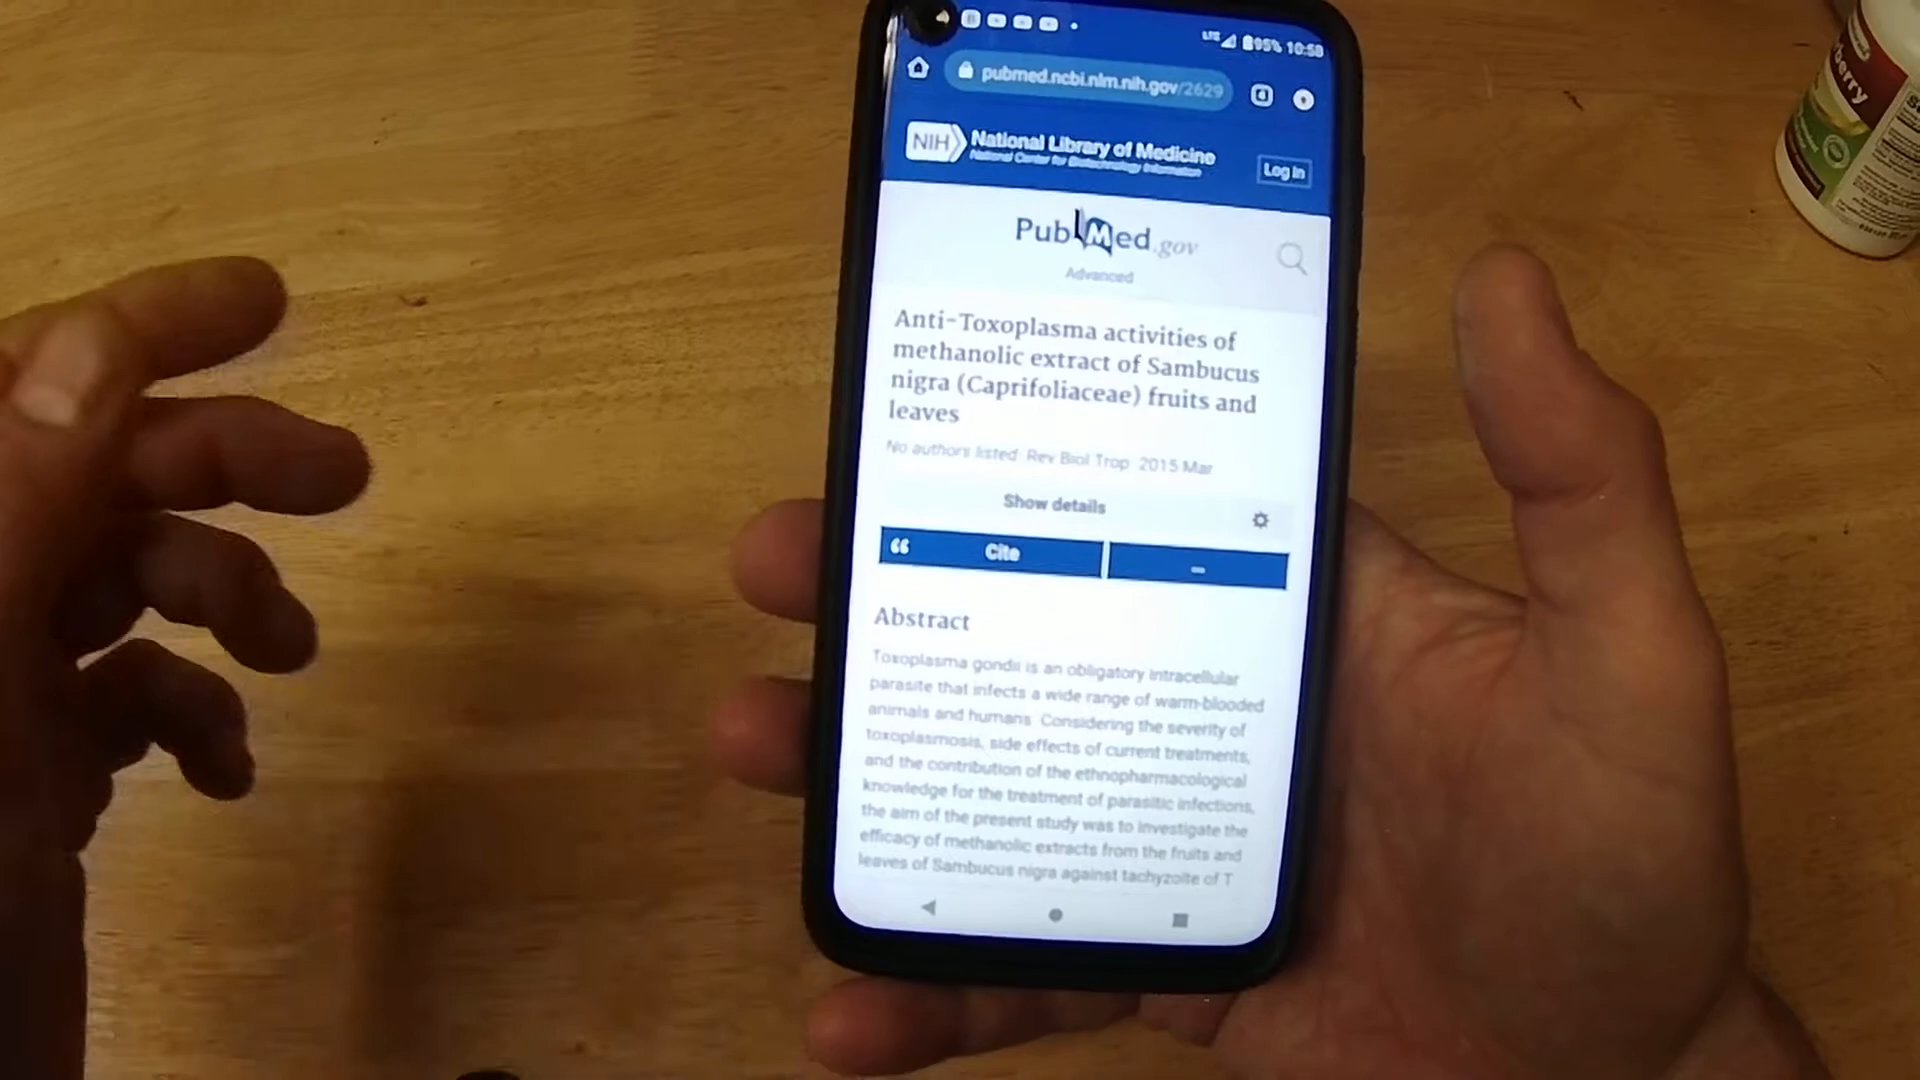 LTE 95% 10:58
pubmed.ncbi.nlm.nih.gov/2629
NIH National Library of Medicine
National Center for Biotechnology Information
Log in
PubMed.gov
Advanced
Anti-Toxoplasma activities of
methanolic extract of Sambucus
nigra (Caprifoliaceae) fruits and
leaves
No authors listed Rev Biol Trop. 2015 Mar
Show details
Cite
Abstract
Toxoplasma gondii is an obligatory intracellular
parasite that infects a wide range of warm-blooded
animals and humans. Considering the severity of
toxoplasmosis, side effects of current treatments,
and the contribution of the ethnopharmacological
knowledge for the treatment of parasitic infections,
the aim of the present study was to investigate the
efficacy of methanolic extracts from the fruits and
leaves of Sambucus nigra against tachyzoite of T
berry